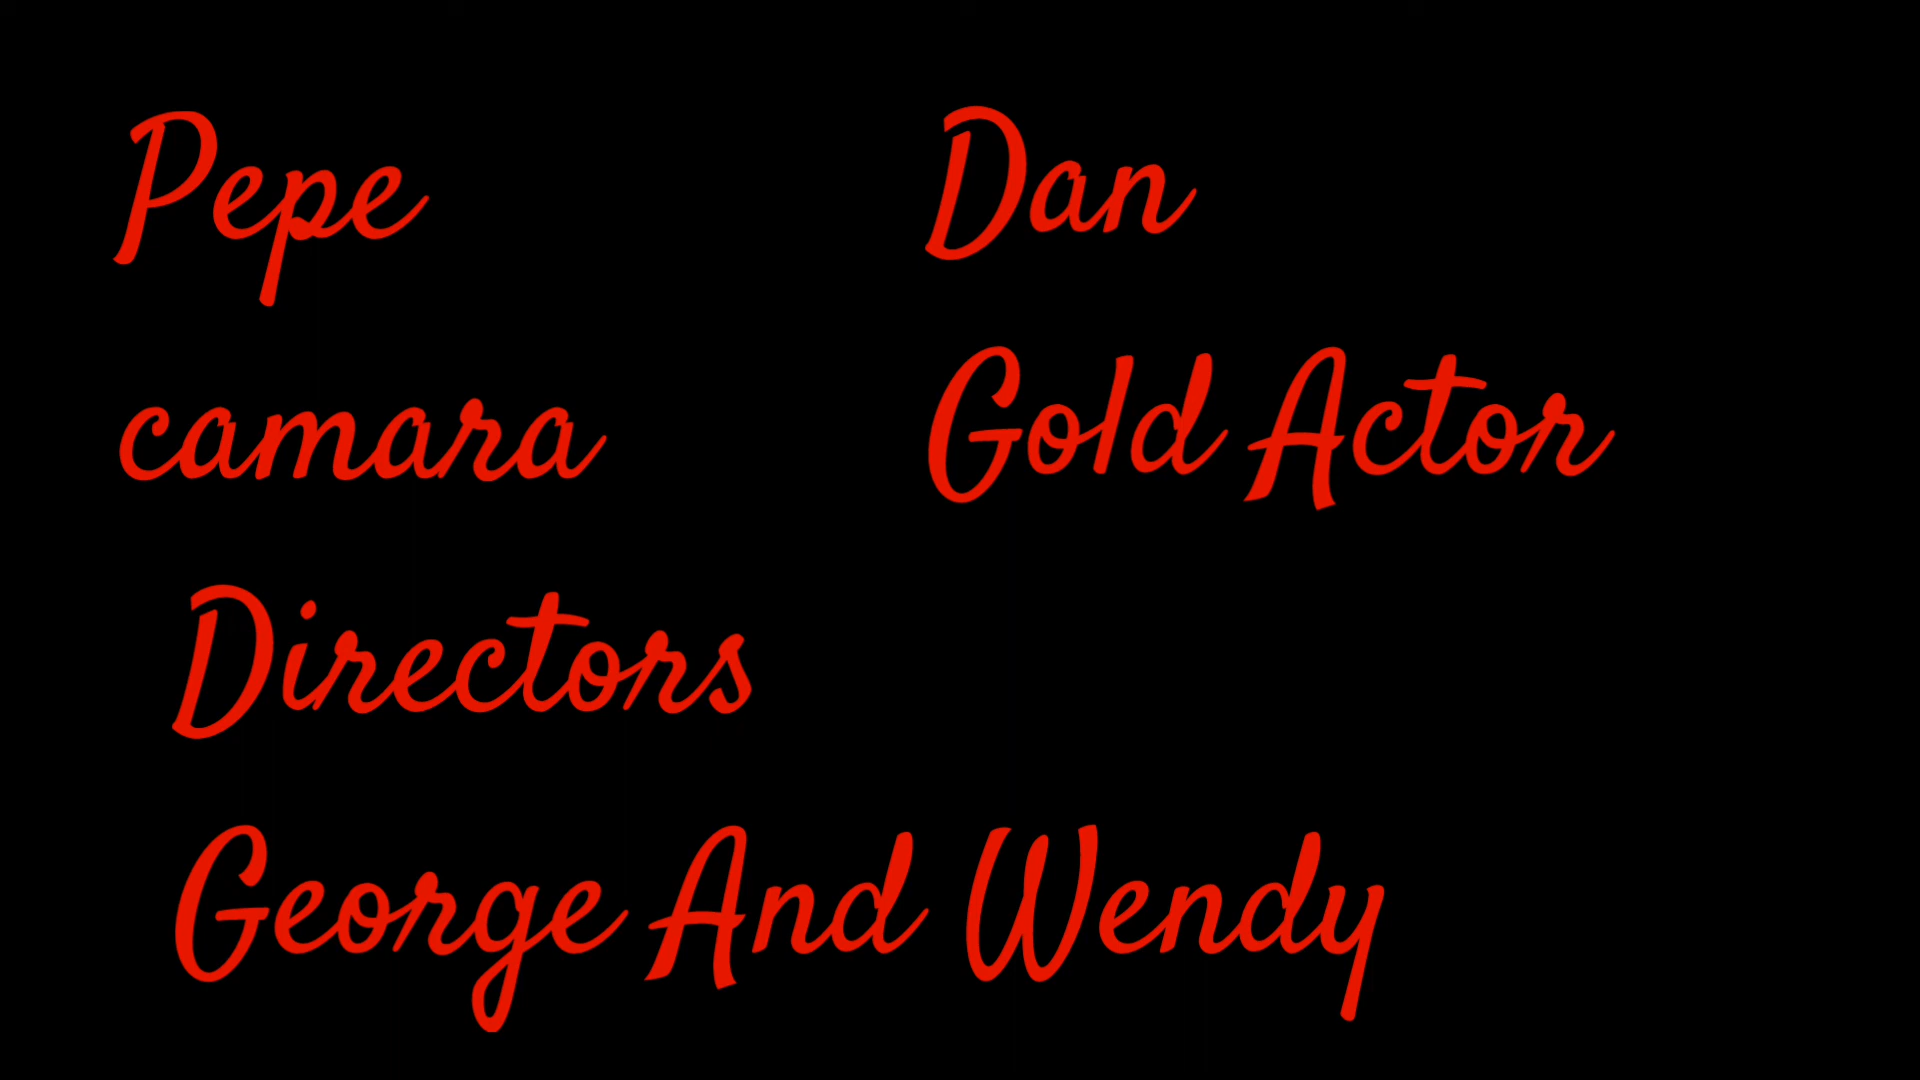 Pepe
camara
Dan
Gold Actor
Directors
George And Wendy